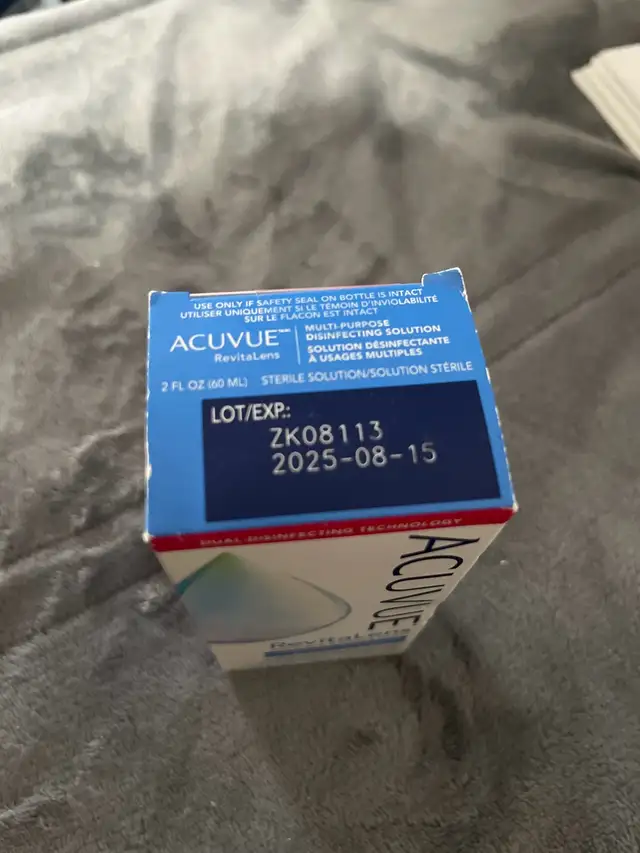 USE ONLY IF SAFETY SEAL ON BOTTLE IS INTACT
UTILISER UNIQUEMENT SI LE TÉMOIN D'INVIOLABILITÉ
SUR LE FLACON EST INTACT
ACUVUE™
RevitaLens
MULTI-PURPOSE
DISINFECTING SOLUTION
SOLUTION DÉSINFECTANTE
À USAGES MULTIPLES
2 FL OZ (60 ML) STERILE SOLUTION/SOLUTION STÉRILE
LOT/EXP.:
ZK08113
2025-08-15
DUAL DISINFECTING TECHNOLOGY
ACUVUE
RevitaLens